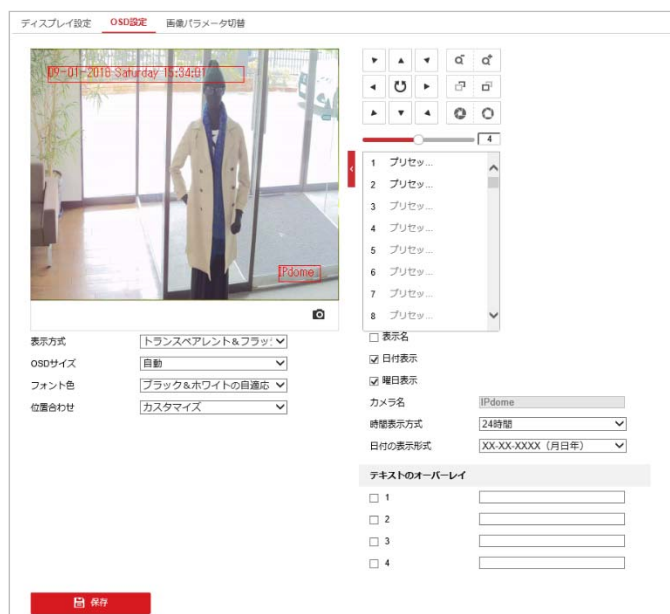 ディスプレイ設定 OSD設定 画像パラメータ切替
09-01-2018 Saturday 15:34:01
IPdome
4
1 プリセッ...
2 プリセッ...
3 プリセッ...
4 プリセッ...
5 プリセッ...
6 プリセッ...
7 プリセッ...
8 プリセッ...
表示方式 トランスペアレント&フラッ
OSDサイズ 自動
フォント色 ブラック&ホワイトの自適応
位置合わせ カスタマイズ
表示名
日付表示
曜日表示
カメラ名 IPdome
時間表示方式 24時間
日付の表示形式 XX-XX-XXXX（月日年）
テキストのオーバーレイ
1
2
3
4
保存